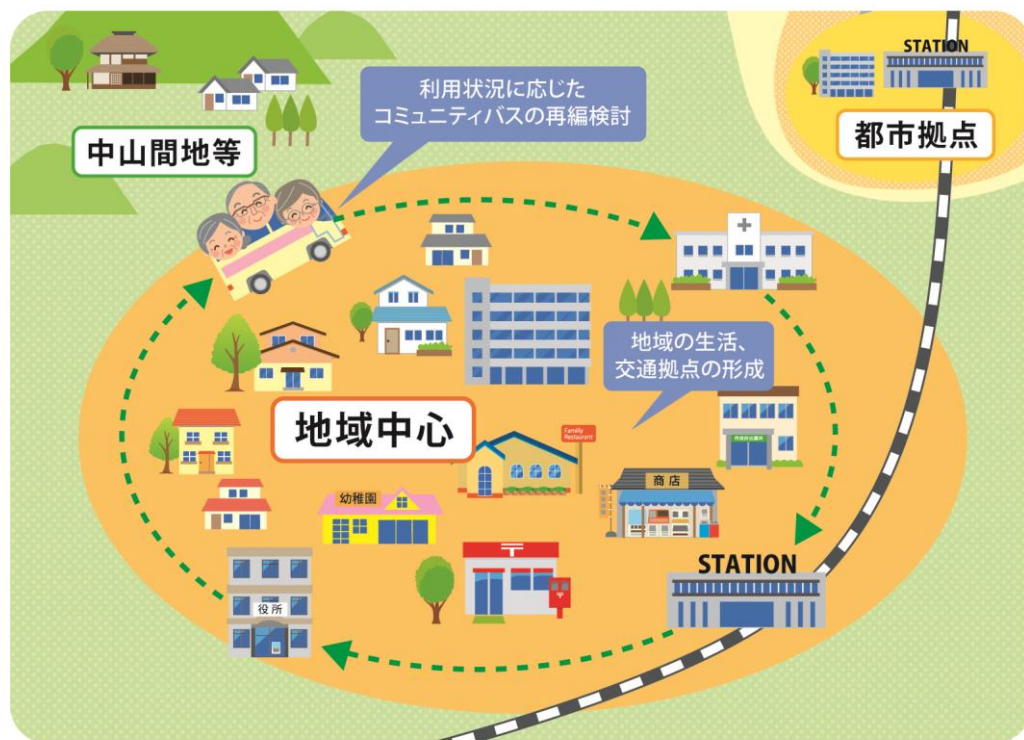 STATION
都市拠点
利用状況に応じた
コミュニティバスの再編検討
中山間地等
地域の生活、
交通拠点の形成
地域中心
Familly
Restaurant
商店
幼稚園
〒
〒
STATION
役所